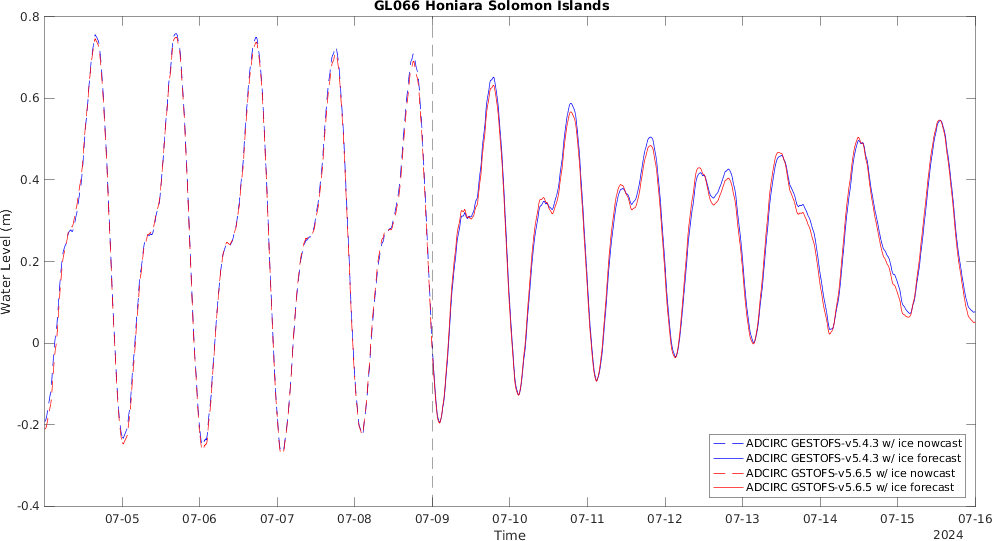 GL066 Honiara Solomon Islands
0.8
0.6
0.4
0.2
0
-0.2
-0.4
Water Level (m)
ADCIRC GESTOFS-v5.4.3 w/ ice nowcast
ADCIRC GESTOFS-v5.4.3 w/ ice forecast
ADCIRC GSTOFS-v5.6.5 w/ ice nowcast
ADCIRC GSTOFS-v5.6.5 w/ ice forecast
07-05 07-06 07-07 07-08 07-09 07-10 07-11 07-12 07-13 07-14 07-15 07-16
Time
2024